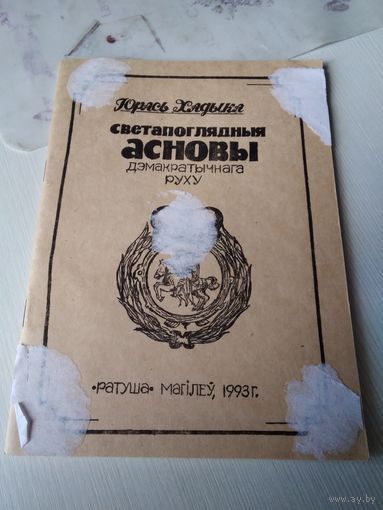 Юрась Хадыка
светапоглядныя
асновы
дэмакратычнага
руху
•Ратуша• Магілеў, 1993г.
www.ay.by